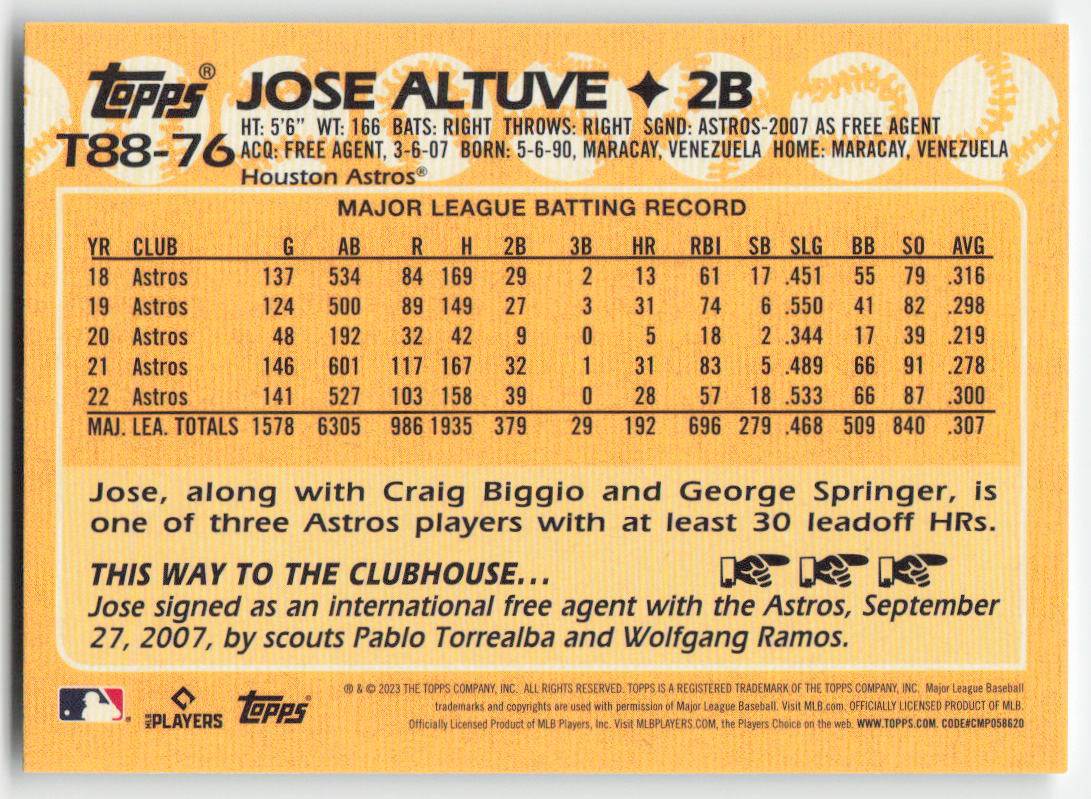 Topps®
JOSE ALTUVE ✦ 2B
T88-76
HT: 5'6" WT: 166 BATS: RIGHT THROWS: RIGHT SGND: ASTROS-2007 AS FREE AGENT
ACQ: FREE AGENT, 3-6-07 BORN: 5-6-90, MARACAY, VENEZUELA HOME: MARACAY, VENEZUELA
Houston Astros®
MAJOR LEAGUE BATTING RECORD
YR CLUB G AB R H 2B 3B HR RBI SB SLG BB SO AVG
18 Astros 137 534 84 169 29 2 13 61 17 .451 55 79 .316
19 Astros 124 500 89 149 27 3 31 74 6 .550 41 82 .298
20 Astros 48 192 32 42 9 0 5 18 2 .344 17 39 .219
21 Astros 146 601 117 167 32 1 31 83 5 .489 66 91 .278
22 Astros 141 527 103 158 39 0 28 57 18 .533 66 87 .300
MAJ. LEA. TOTALS 1578 6305 986 1935 379 29 192 696 279 .468 509 840 .307
Jose, along with Craig Biggio and George Springer, is
one of three Astros players with at least 30 leadoff HRs.
THIS WAY TO THE CLUBHOUSE...
Jose signed as an international free agent with the Astros, September
27, 2007, by scouts Pablo Torrealba and Wolfgang Ramos.
MLB PLAYERS
Topps®
® & © 2023 THE TOPPS COMPANY, INC. ALL RIGHTS RESERVED. TOPPS IS A REGISTERED TRADEMARK OF THE TOPPS COMPANY, INC. Major League Baseball
trademarks and copyrights are used with permission of Major League Baseball. Visit MLB.com. OFFICIALLY LICENSED PRODUCT OF MLB.
Officially Licensed Product of MLB Players, Inc. Visit MLBPLAYERS.COM, the Players Choice on the web. WWW.TOPPS.COM. CODE#CMP058620